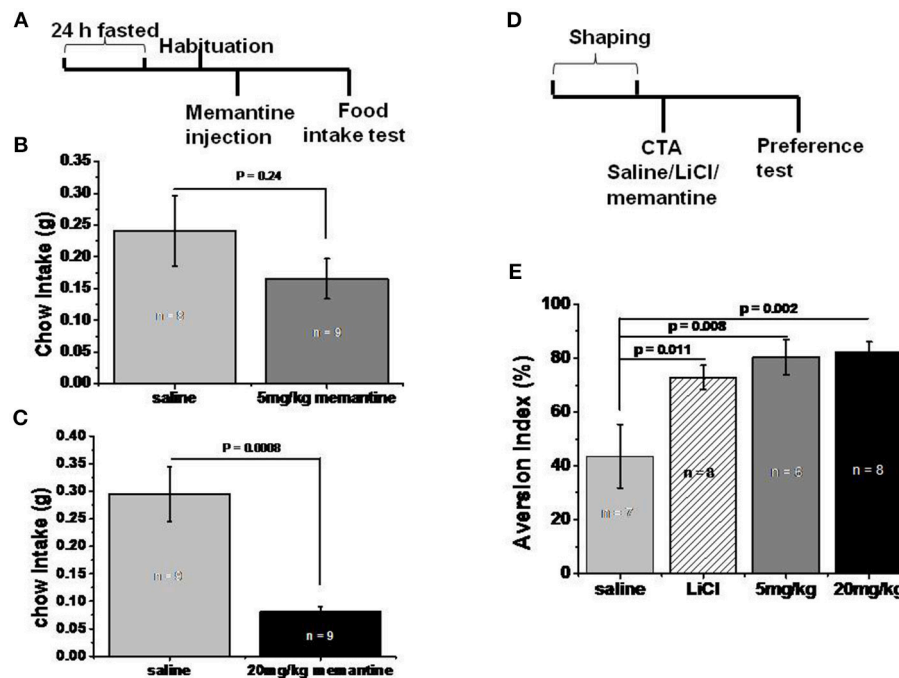 A
24 h fasted
Habituation
Memantine
injection
Food
intake test
B
0.35
0.30
0.25
0.20
0.15
0.10
0.05
0.00
Chow Intake (g)
P = 0.24
n = 9
saline
5mg/kg memantine
C
0.40
0.35
0.30
0.25
0.20
0.15
0.10
0.05
0.00
chow Intake (g)
P = 0.0008
n = 9
n = 9
saline
20mg/kg memantine
D
Shaping
CTA
Saline/LiCl/
memantine
Preference
test
E
100
80
60
40
20
0
Aversion Index (%)
p = 0.002
p = 0.008
p = 0.011
n = 7
n = 8
n = 8
saline
LiCl
5mg/kg
20mg/kg